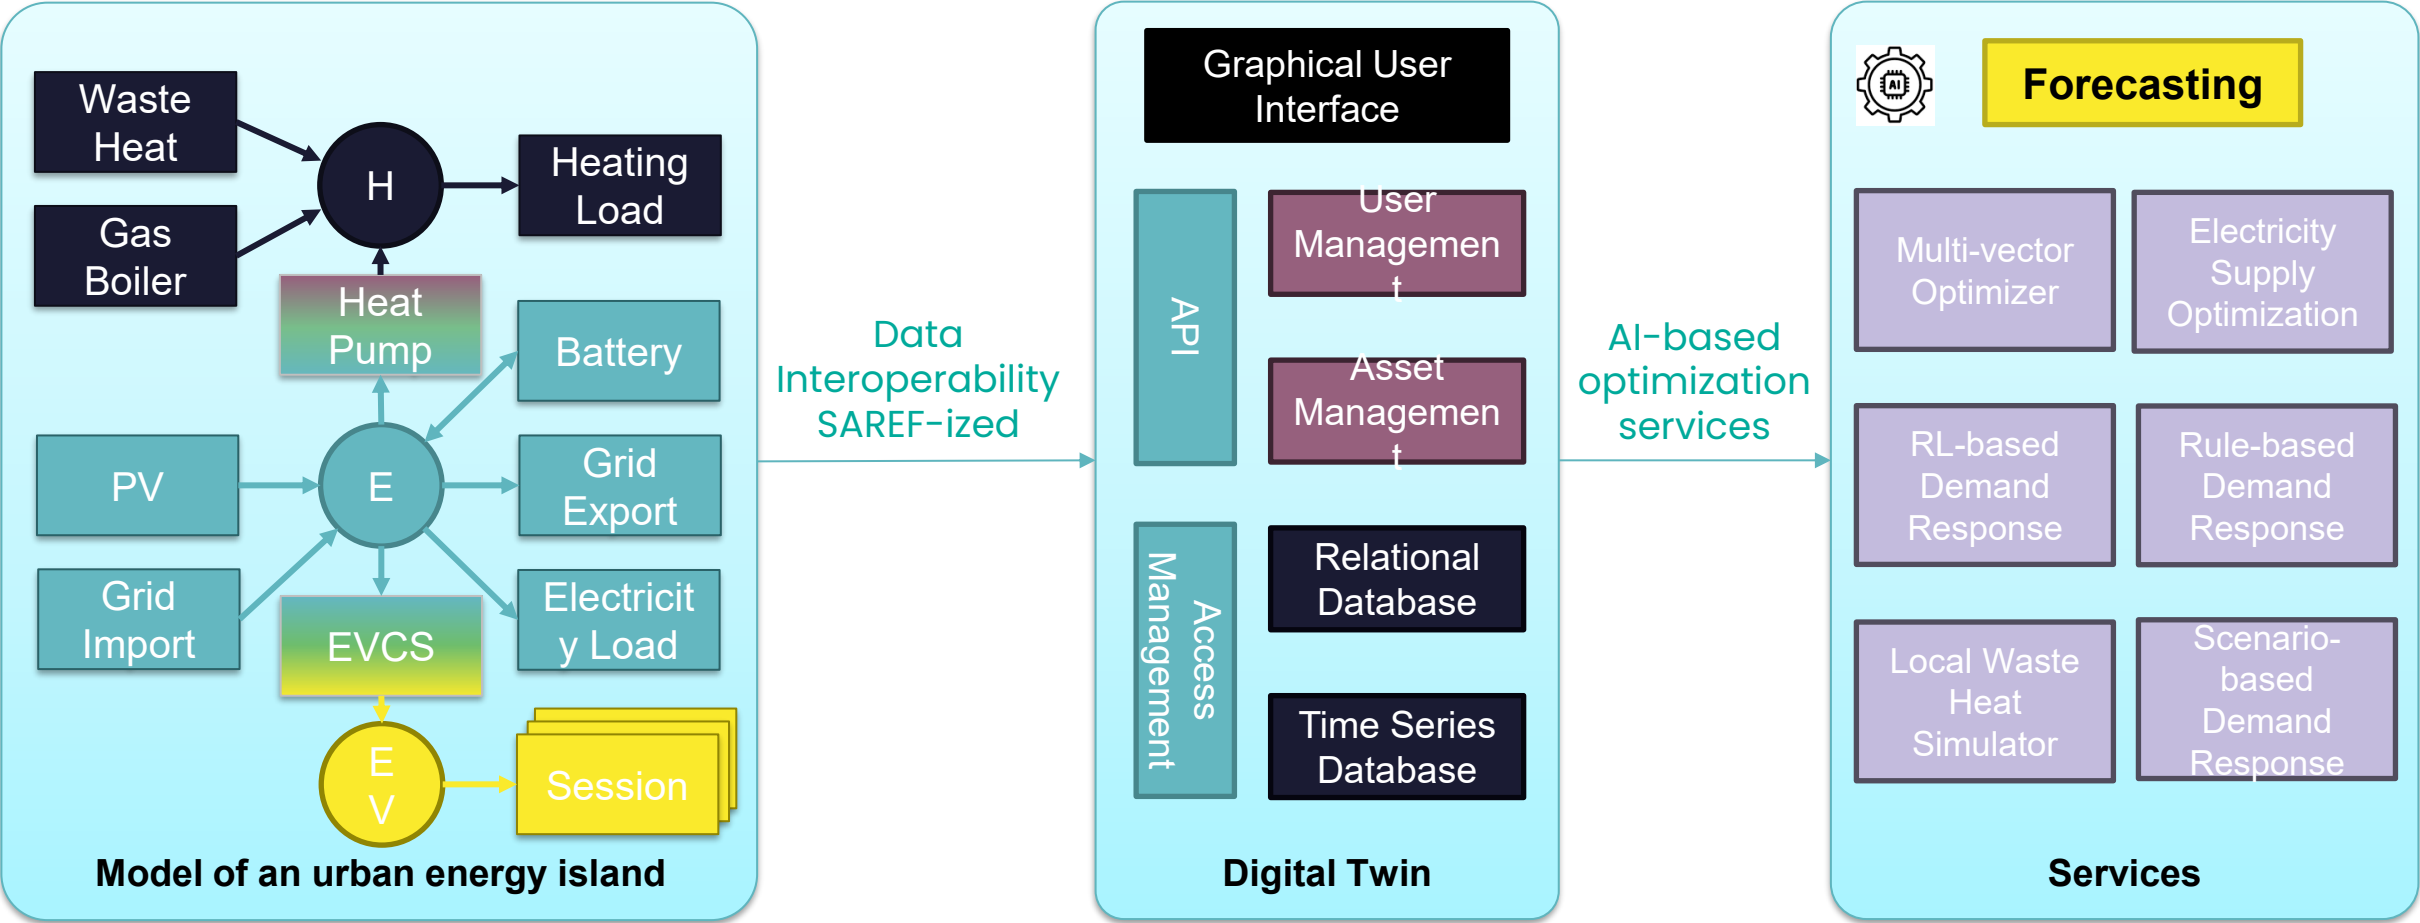 Waste
Heat
Gas
Boiler
H
Heating
Load
Heat
Pump
Battery
PV
E
Grid
Export
Grid
Import
EVCS
Electricit
y Load
E
V
Session
Model of an urban energy island
Data
Interoperability
SAREF-ized
Graphical User
Interface
API
User
Managemen
t
Asset
Managemen
t
Access
Management
Relational
Database
Time Series
Database
Digital Twin
AI-based
optimization
services
AI
Forecasting
Multi-vector
Optimizer
Electricity
Supply
Optimization
RL-based
Demand
Response
Rule-based
Demand
Response
Local Waste
Heat
Simulator
Scenario-
based
Demand
Response
Services